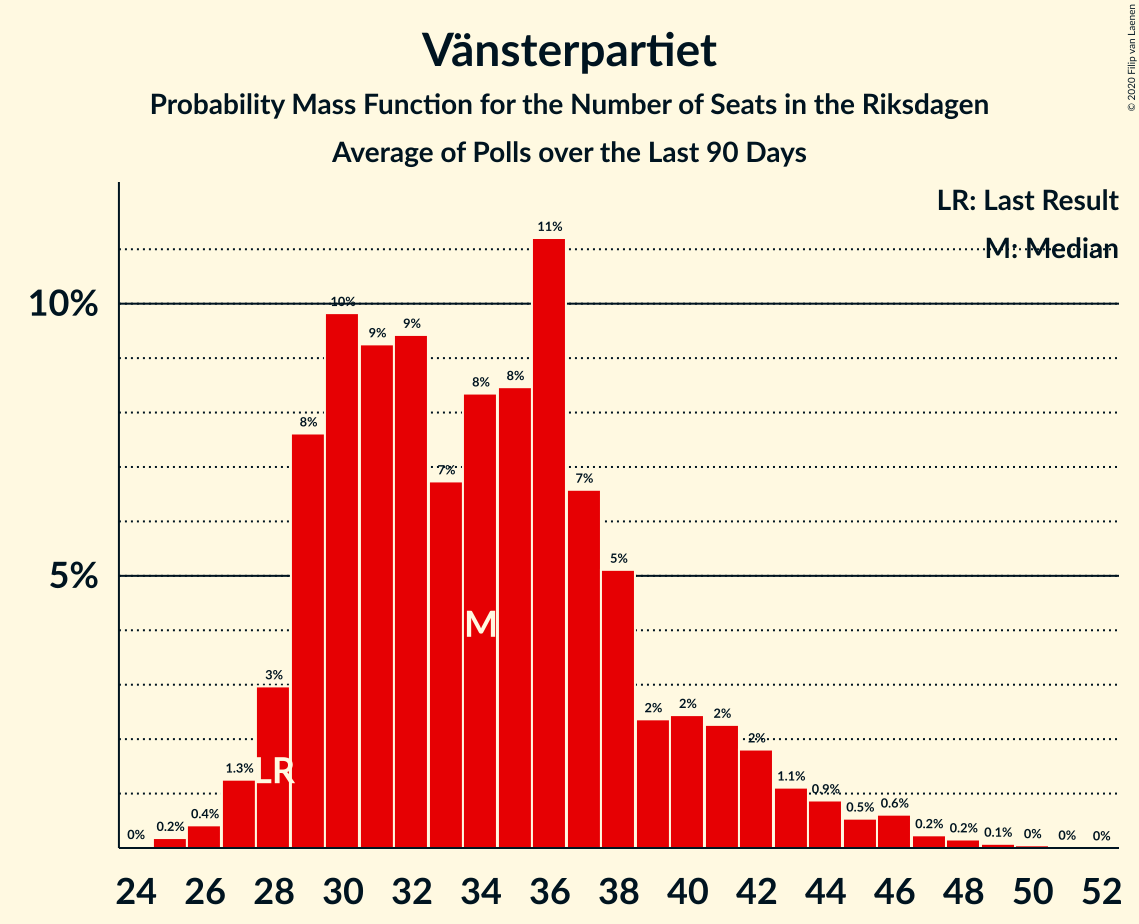 © 2020 Filip van Laenen
Vänsterpartiet
Probability Mass Function for the Number of Seats in the Riksdagen
Average of Polls over the Last 90 Days
LR: Last Result
M: Median
10%
5%
0% 0.2% 0.4% 1.3% 3% 8% 10% 9% 9% 7% 8% 8% 11% 7% 5% 2% 2% 2% 2% 1.1% 0.9% 0.5% 0.6% 0.2% 0.2% 0.1% 0% 0% 0%
M
LR
24 26 28 30 32 34 36 38 40 42 44 46 48 50 52